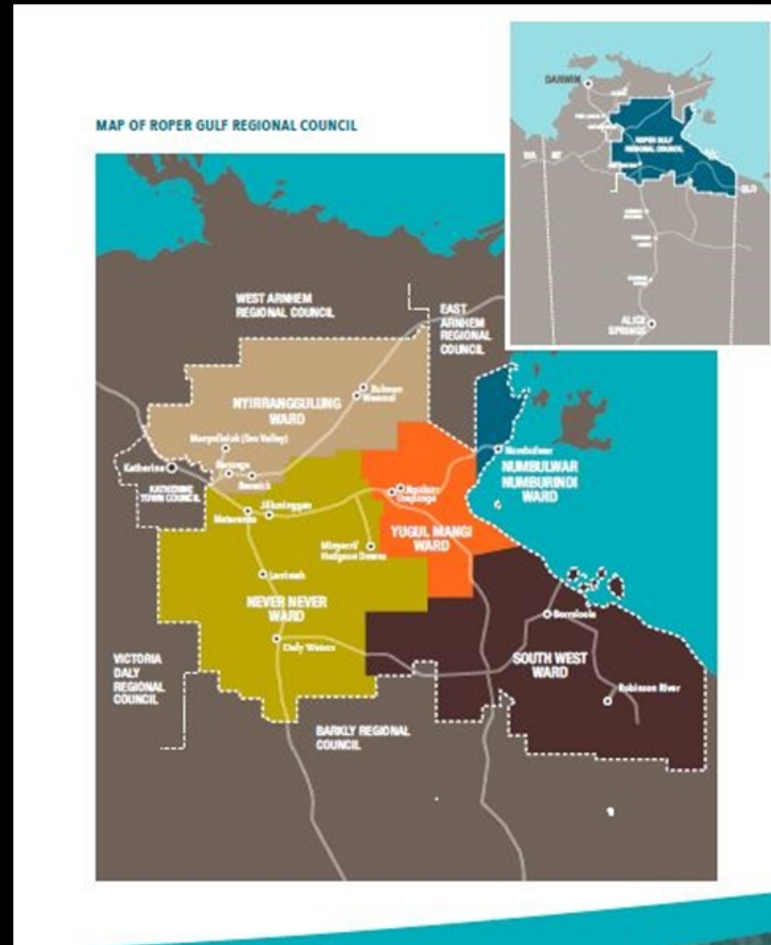 MAP OF ROPER GULF REGIONAL COUNCIL
DARWIN
ROPER GULF
REGIONAL COUNCIL
WA
NT
QLD
ALICE
SPRINGS
WEST ARNHEM
REGIONAL COUNCIL
EAST
ARNHEM
REGIONAL
COUNCIL
NYIRRANGGULUNG
WARD
Bulman
Weemol
Manyallaluk (Eva Valley)
Katherine
Barunga
Beswick
KATHERINE
TOWN COUNCIL
Numbulwar
NUMBULWAR
NUMBURINDI
WARD
Ngukurr
Urapunga
Mataranka
Jilkminggan
YUGUL MANGI
WARD
Minyerri/
Hodgson Downs
Larrimah
NEVER NEVER
WARD
Borroloola
Daly Waters
VICTORIA
DALY
REGIONAL
COUNCIL
SOUTH WEST
WARD
Robinson River
BARKLY REGIONAL
COUNCIL